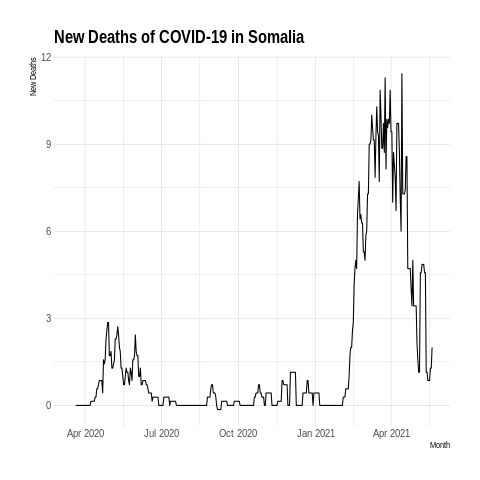 New Deaths of COVID-19 in Somalia
New Deaths
12
9
6
3
0
Apr 2020 Jul 2020 Oct 2020 Jan 2021 Apr 2021
Month